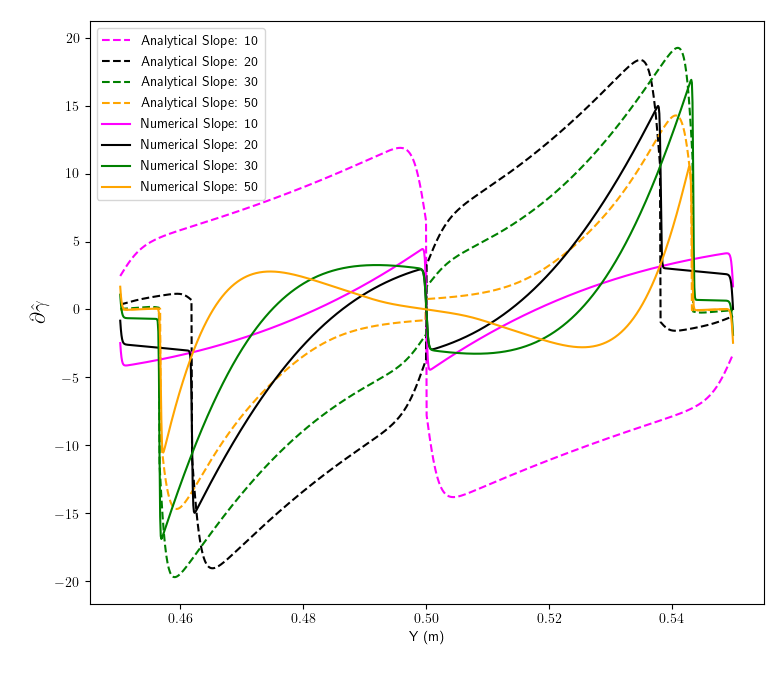 20
15
10
5
0
−5
−10
−15
−20
∂γ̂
Analytical Slope: 10
Analytical Slope: 20
Analytical Slope: 30
Analytical Slope: 50
Numerical Slope: 10
Numerical Slope: 20
Numerical Slope: 30
Numerical Slope: 50
0.46 0.48 0.50 0.52 0.54
Y (m)